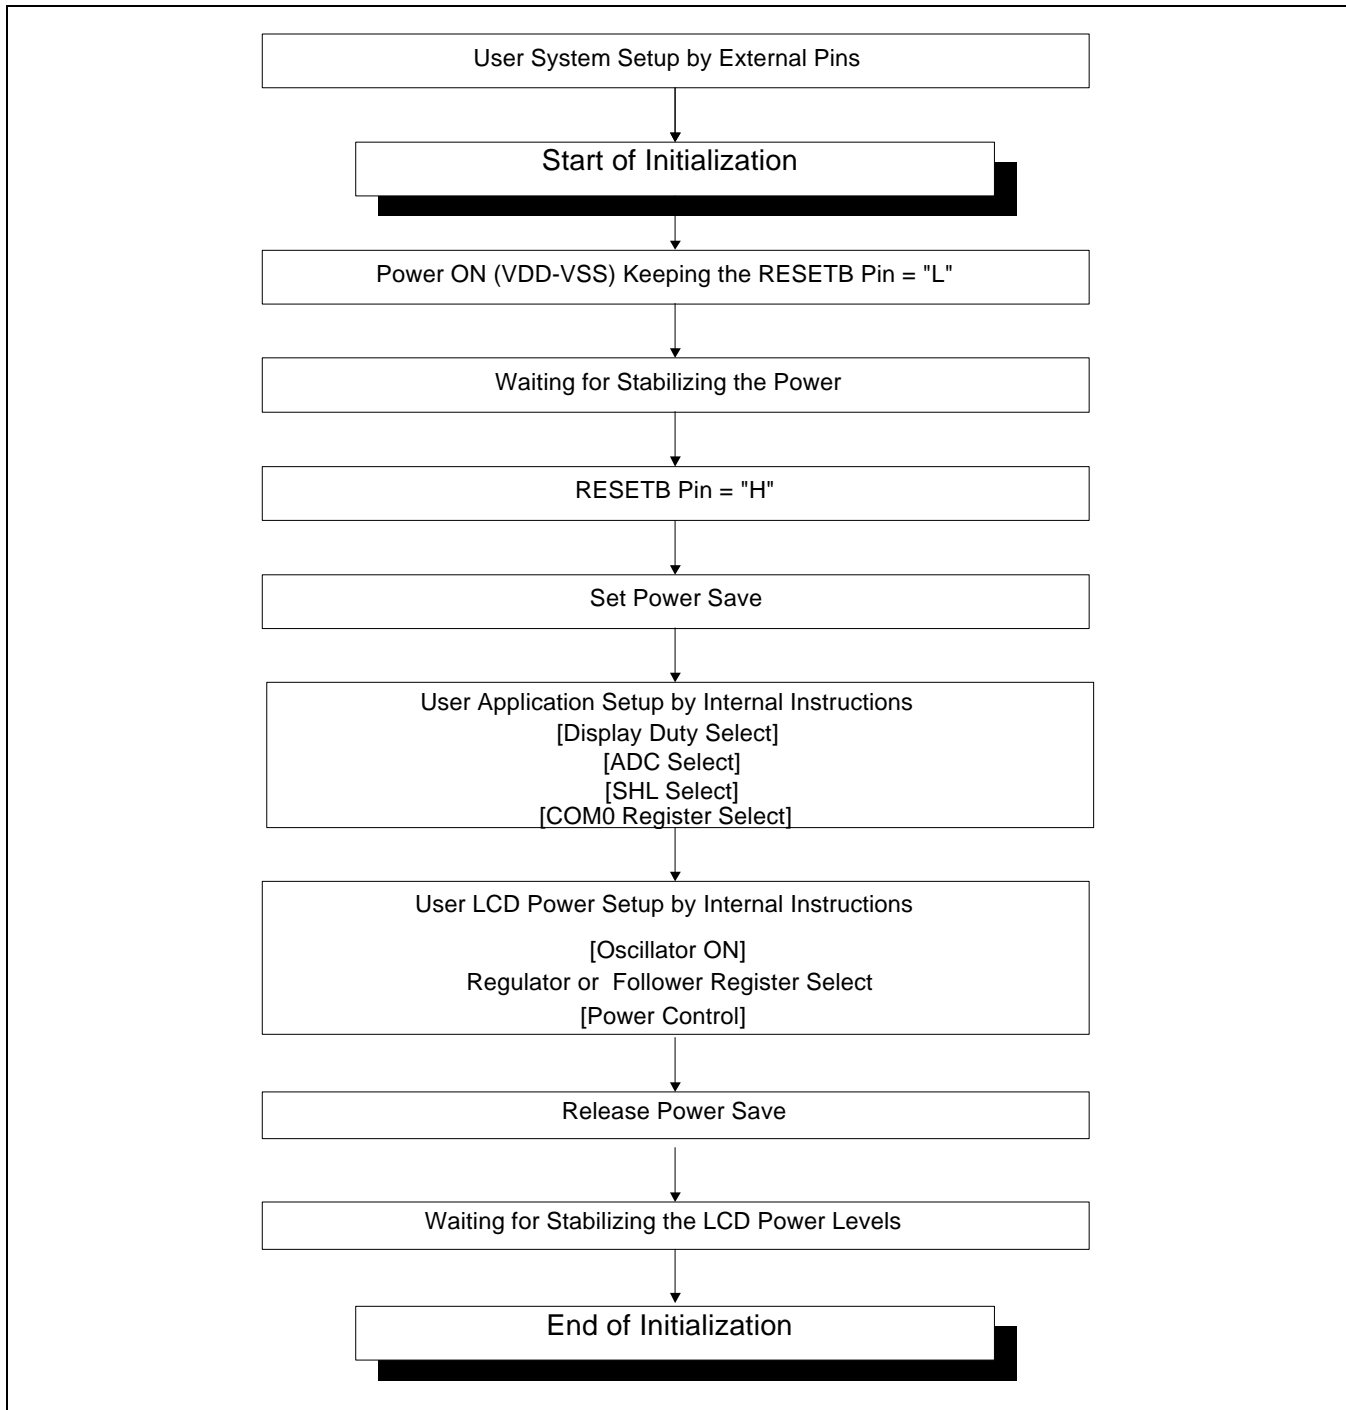 User System Setup by External Pins
Start of Initialization
Power ON (VDD-VSS) Keeping the RESETB Pin = "L"
Waiting for Stabilizing the Power
RESETB Pin = "H"
Set Power Save
User Application Setup by Internal Instructions
[Display Duty Select]
[ADC Select]
[SHL Select]
[COM0 Register Select]
User LCD Power Setup by Internal Instructions
[Oscillator ON]
Regulator or Follower Register Select
[Power Control]
Release Power Save
Waiting for Stabilizing the LCD Power Levels
End of Initialization